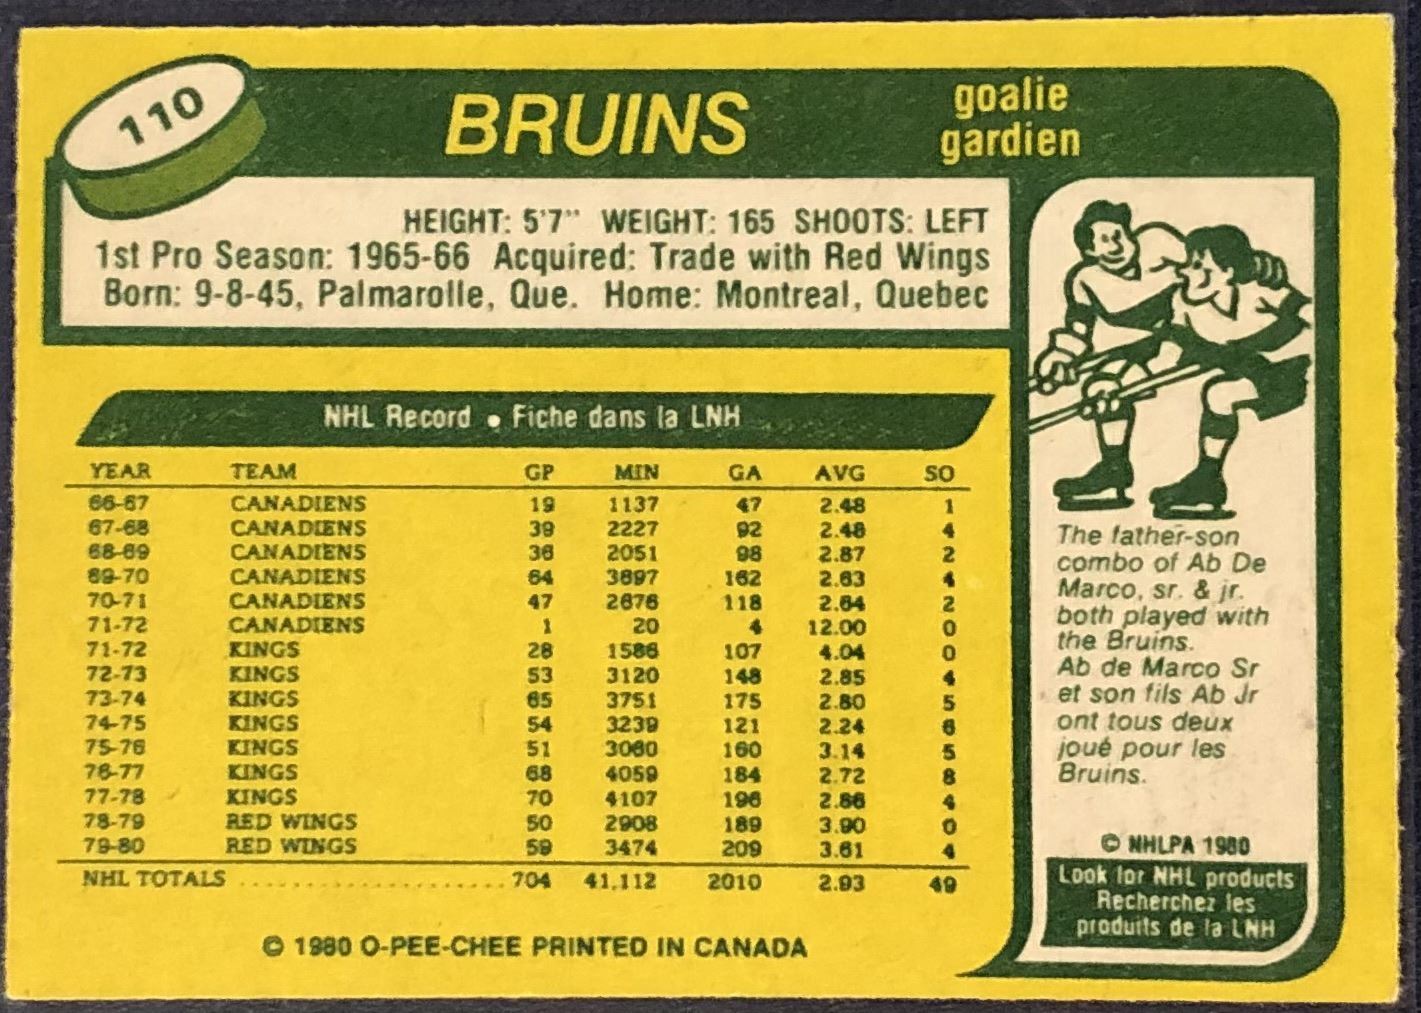 110
BRUINS
goalie
gardien
HEIGHT: 5'7" WEIGHT: 165 SHOOTS: LEFT
1st Pro Season: 1965-66 Acquired: Trade with Red Wings
Born: 9-8-45, Palmarolle, Que. Home: Montreal, Quebec
NHL Record • Fiche dans la LNH
YEAR TEAM GP MIN GA AVG SO
66-67 CANADIENS 19 1137 47 2.48 1
67-68 CANADIENS 39 2227 92 2.48 4
68-69 CANADIENS 36 2051 98 2.87 2
69-70 CANADIENS 64 3697 162 2.63 4
70-71 CANADIENS 47 2676 118 2.64 2
71-72 CANADIENS 1 20 4 12.00 0
71-72 KINGS 28 1586 107 4.04 0
72-73 KINGS 53 3120 148 2.85 4
73-74 KINGS 65 3751 175 2.80 5
74-75 KINGS 54 3239 121 2.24 6
75-76 KINGS 51 3060 160 3.14 5
76-77 KINGS 68 4059 184 2.72 8
77-78 KINGS 70 4107 196 2.86 4
78-79 RED WINGS 50 2908 189 3.90 0
79-80 RED WINGS 59 3474 209 3.61 4
NHL TOTALS ........................ 704 41,112 2010 2.93 49
© 1980 O-PEE-CHEE PRINTED IN CANADA
The father-son
combo of Ab De
Marco, sr. & jr.
both played with
the Bruins.
Ab de Marco Sr
et son fils Ab Jr
ont tous deux
joué pour les
Bruins.
© NHLPA 1980
Look for NHL products
Recherchez les
produits de la LNH